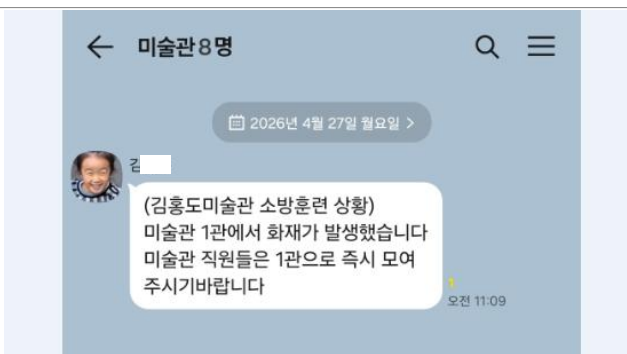 미술관 8명
2026년 4월 27일 월요일 >
김
(김홍도미술관 소방훈련 상황)
미술관 1관에서 화재가 발생했습니다
미술관 직원들은 1관으로 즉시 모여
주시기바랍니다
1
오전 11:09